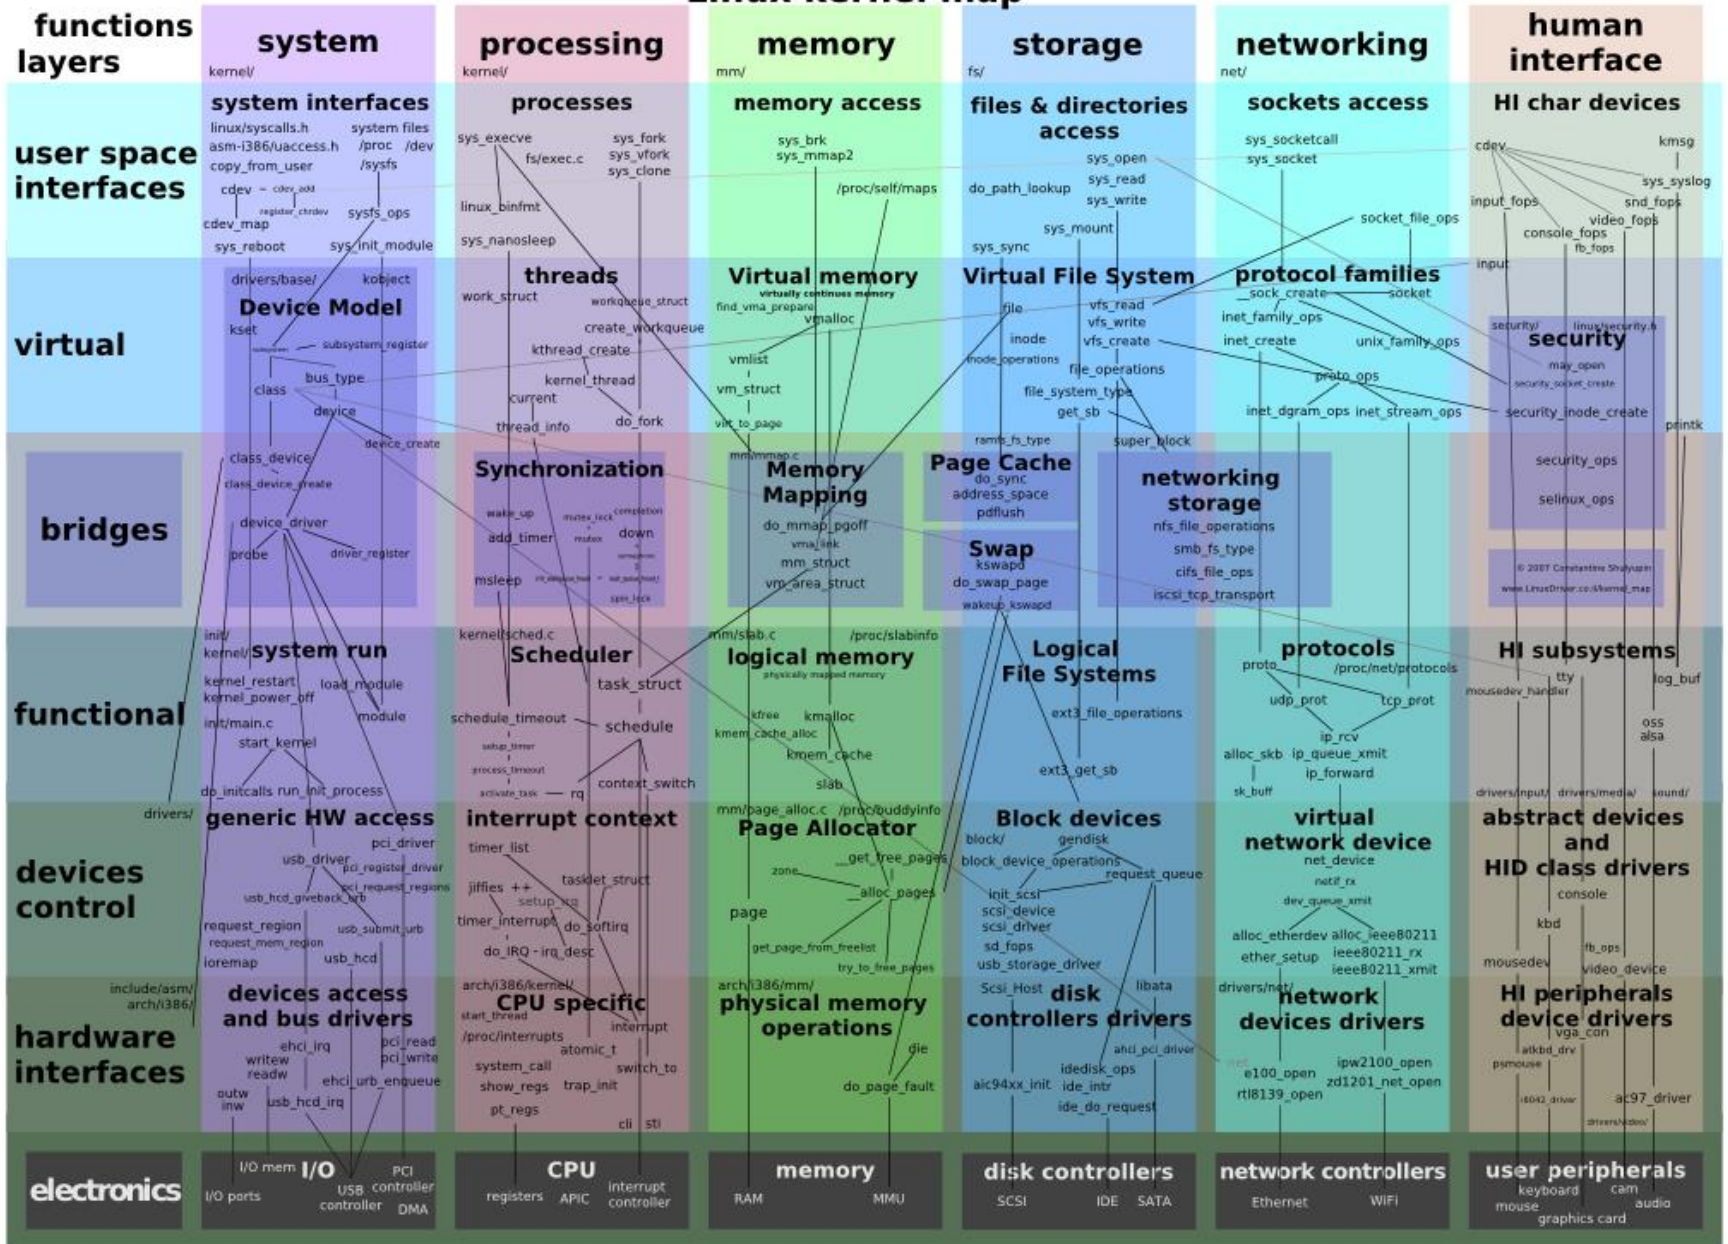 Linux kernel map
functions
layers
system
kernel/
processing
kernel/
memory
mm/
storage
fs/
networking
net/
human
interface
user space
interfaces
system interfaces
linux/syscalls.h
system files
asm-i386/uaccess.h
/proc /dev
copy_from_user
/sysfs
cdev - cdev_add
register_chrdev
cdev_map
sysfs_ops
sys_reboot
sys_init_module
processes
sys_execve
sys_fork
fs/exec.c
sys_vfork
sys_clone
linux_binfmt
sys_nanosleep
memory access
sys_brk
sys_mmap2
/proc/self/maps
files & directories
access
sys_open
do_path_lookup
sys_read
sys_write
sys_mount
sys_sync
sockets access
sys_socketcall
sys_socket
socket_file_ops
HI char devices
cdev
kmsg
sys_syslog
input_fops
snd_fops
video_fops
console_fops
fb_fops
input
virtual
drivers/base/
kobject
Device Model
kset
subsystem_register
bus_type
class
device
device_create
threads
work_struct
workqueue_struct
create_workqueue
kthread_create
kernel_thread
current
thread_info
do_fork
Virtual memory
virtually continues memory
find_vma_prepare
vmalloc
vmlist
vm_struct
virt_to_page
Virtual File System
file
vfs_read
vfs_write
inode
vfs_create
inode_operations
file_operations
file_system_type
get_sb
ramfs_fs_type
super_block
protocol families
__sock_create
socket
inet_family_ops
inet_create
unix_family_ops
proto_ops
inet_dgram_ops
inet_stream_ops
security/
linux/security.h
security
may_open
security_socket_create
security_inode_create
printk
security_ops
selinux_ops
bridges
class_device
class_device_create
device_driver
probe
driver_register
Synchronization
wake_up
mutex_lock
completion
add_timer
mutex
down
msleep
spin_lock
mm/mmap.c
Memory
Mapping
do_mmap_pgoff
vma_link
mm_struct
vm_area_struct
Page Cache
do_sync
address_space
pdflush
Swap
kswapd
do_swap_page
wakeup_kswapd
networking
storage
nfs_file_operations
smb_fs_type
cifs_file_ops
iscsi_tcp_transport
© 2007 Constantine Shulyupin
www.LinuxDriver.co.il/kernel_map
functional
init/
kernel/
system run
kernel_restart
kernel_power_off
load_module
init/main.c
module
start_kernel
do_initcalls
run_init_process
kernel/sched.c
Scheduler
task_struct
schedule_timeout
schedule
setup_timer
process_timeout
context_switch
activate_task
rq
mm/slab.c
/proc/slabinfo
logical memory
physically mapped memory
kfree
kmalloc
kmem_cache_alloc
kmem_cache
slab
Logical
File Systems
ext3_file_operations
ext3_get_sb
protocols
proto
/proc/net/protocols
udp_prot
tcp_prot
ip_rcv
alloc_skb
ip_queue_xmit
ip_forward
sk_buff
HI subsystems
tty
mousedev_handler
log_buf
oss
alsa
drivers/input/
drivers/media/
sound/
devices
control
drivers/
generic HW access
pci_driver
usb_driver
pci_register_driver
pci_request_regions
usb_hcd_giveback_urb
request_region
usb_submit_urb
request_mem_region
ioremap
usb_hcd
interrupt context
timer_list
jiffies ++
tasklet_struct
setup_irq
timer_interrupt
do_softirq
do_IRQ - irq_desc
mm/page_alloc.c
/proc/buddyinfo
Page Allocator
__get_free_pages
zone
__alloc_pages
page
get_page_from_freelist
try_to_free_pages
Block devices
block/
gendisk
block_device_operations
request_queue
init_scsi
scsi_device
scsi_driver
sd_fops
usb_storage_driver
virtual
network device
net_device
netif_rx
dev_queue_xmit
alloc_etherdev
alloc_ieee80211
ether_setup
ieee80211_rx
ieee80211_xmit
abstract devices
and
HID class drivers
console
kbd
fb_ops
mousedev
video_device
hardware
interfaces
include/asm/
arch/i386/
devices access
and bus drivers
ehci_irq
pci_read
pci_write
writew
readw
ehci_urb_enqueue
outw
inw
usb_hcd_irq
arch/i386/kernel/
CPU specific
start_thread
interrupt
/proc/interrupts
atomic_t
system_call
switch_to
show_regs
trap_init
pt_regs
cli sti
arch/i386/mm/
physical memory
operations
die
do_page_fault
Scsi_Host
disk
libata
controllers drivers
ahci_pci_driver
idedisk_ops
aic94xx_init
ide_intr
ide_do_request
drivers/net/
network
devices drivers
net
e100_open
ipw2100_open
zd1201_net_open
rtl8139_open
HI peripherals
device drivers
vga_con
atkbd_drv
psmouse
i8042_driver
ac97_driver
drivers/video/
electronics
I/O mem
I/O
PCI
controller
I/O ports
USB
controller
DMA
CPU
registers
APIC
interrupt
controller
memory
RAM
MMU
disk controllers
SCSI
IDE
SATA
network controllers
Ethernet
WiFi
user peripherals
keyboard
cam
mouse
audio
graphics card